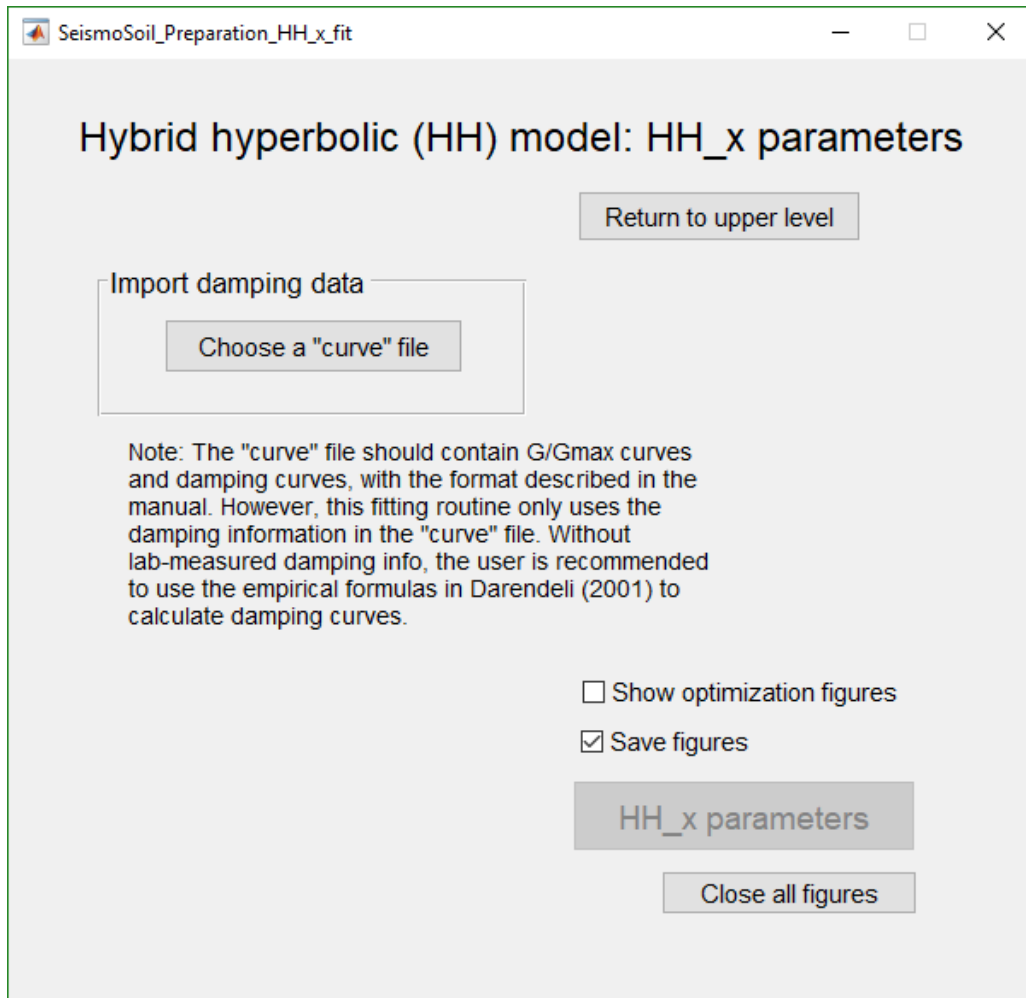 SeismoSoil_Preparation_HH_x_fit
Hybrid hyperbolic (HH) model: HH_x parameters
Return to upper level
Import damping data
Choose a "curve" file
Note: The "curve" file should contain G/Gmax curves
and damping curves, with the format described in the
manual. However, this fitting routine only uses the
damping information in the "curve" file. Without
lab-measured damping info, the user is recommended
to use the empirical formulas in Darendeli (2001) to
calculate damping curves.
Show optimization figures
Save figures
HH_x parameters
Close all figures